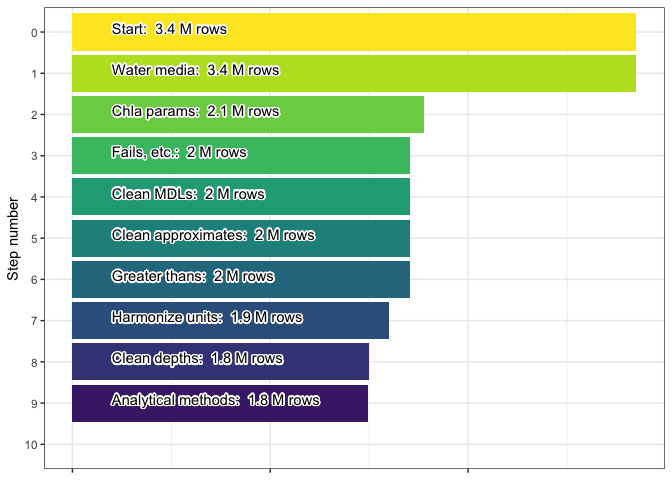 0
Start: 3.4 M rows
1
Water media: 3.4 M rows
2
Chla params: 2.1 M rows
3
Fails, etc.: 2 M rows
4
Clean MDLs: 2 M rows
5
Clean approximates: 2 M rows
6
Greater thans: 2 M rows
7
Harmonize units: 1.9 M rows
8
Clean depths: 1.8 M rows
9
Analytical methods: 1.8 M rows
10
Step number